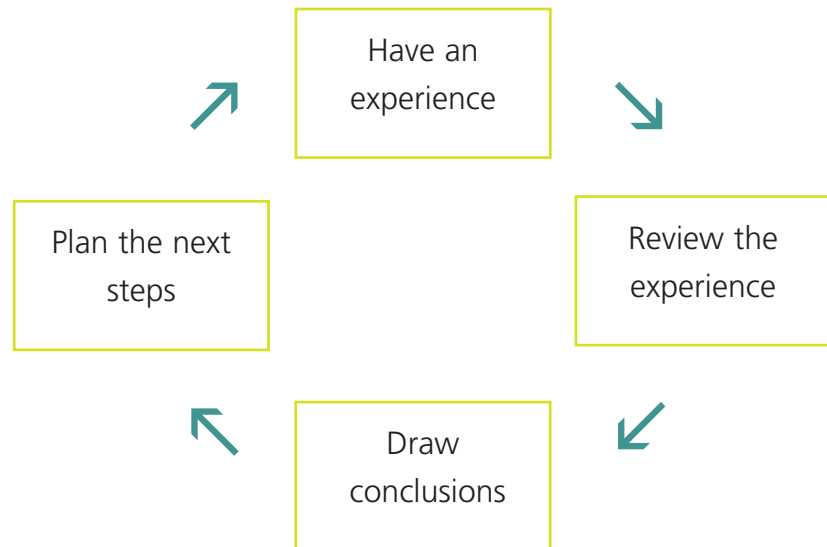 Have an
experience
Plan the next
steps
Review the
experience
Draw
conclusions